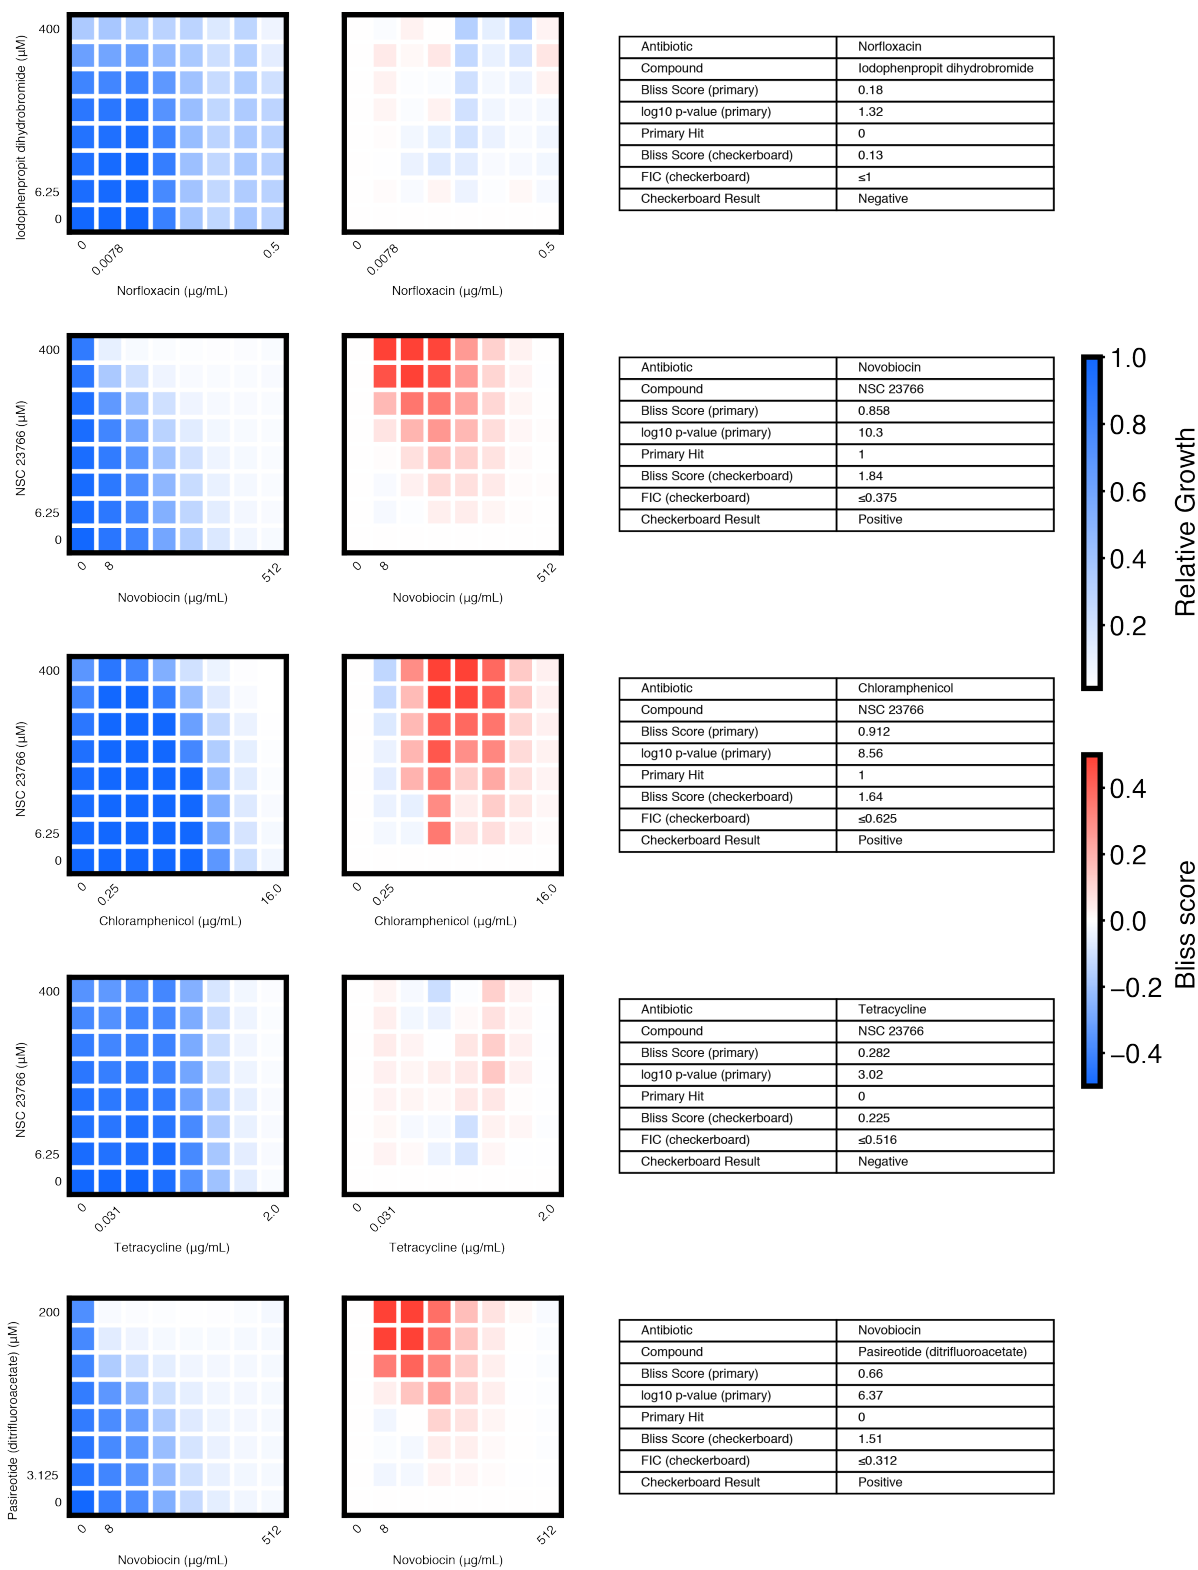 400
6.25
0
Iodophenpropit dihydrobromide (µM)
0
0.0078
0.5
Norfloxacin (µg/mL)
0
0.0078
0.5
Norfloxacin (µg/mL)
Antibiotic Norfloxacin
Compound Iodophenpropit dihydrobromide
Bliss Score (primary) 0.18
log10 p-value (primary) 1.32
Primary Hit 0
Bliss Score (checkerboard) 0.13
FIC (checkerboard) ≤1
Checkerboard Result Negative
400
6.25
0
NSC 23766 (µM)
0
8
512
Novobiocin (µg/mL)
0
8
512
Novobiocin (µg/mL)
Antibiotic Novobiocin
Compound NSC 23766
Bliss Score (primary) 0.858
log10 p-value (primary) 10.3
Primary Hit 1
Bliss Score (checkerboard) 1.84
FIC (checkerboard) ≤0.375
Checkerboard Result Positive
1.0
0.8
0.6
0.4
0.2
Relative Growth
400
6.25
0
NSC 23766 (µM)
0
0.25
16.0
Chloramphenicol (µg/mL)
0
0.25
16.0
Chloramphenicol (µg/mL)
Antibiotic Chloramphenicol
Compound NSC 23766
Bliss Score (primary) 0.912
log10 p-value (primary) 8.56
Primary Hit 1
Bliss Score (checkerboard) 1.64
FIC (checkerboard) ≤0.625
Checkerboard Result Positive
0.4
0.2
0.0
−0.2
−0.4
Bliss score
400
6.25
0
NSC 23766 (µM)
0
0.031
2.0
Tetracycline (µg/mL)
0
0.031
2.0
Tetracycline (µg/mL)
Antibiotic Tetracycline
Compound NSC 23766
Bliss Score (primary) 0.282
log10 p-value (primary) 3.02
Primary Hit 0
Bliss Score (checkerboard) 0.225
FIC (checkerboard) ≤0.516
Checkerboard Result Negative
200
3.125
0
Pasireotide (ditrifluoroacetate) (µM)
0
8
512
Novobiocin (µg/mL)
0
8
512
Novobiocin (µg/mL)
Antibiotic Novobiocin
Compound Pasireotide (ditrifluoroacetate)
Bliss Score (primary) 0.66
log10 p-value (primary) 6.37
Primary Hit 0
Bliss Score (checkerboard) 1.51
FIC (checkerboard) ≤0.312
Checkerboard Result Positive